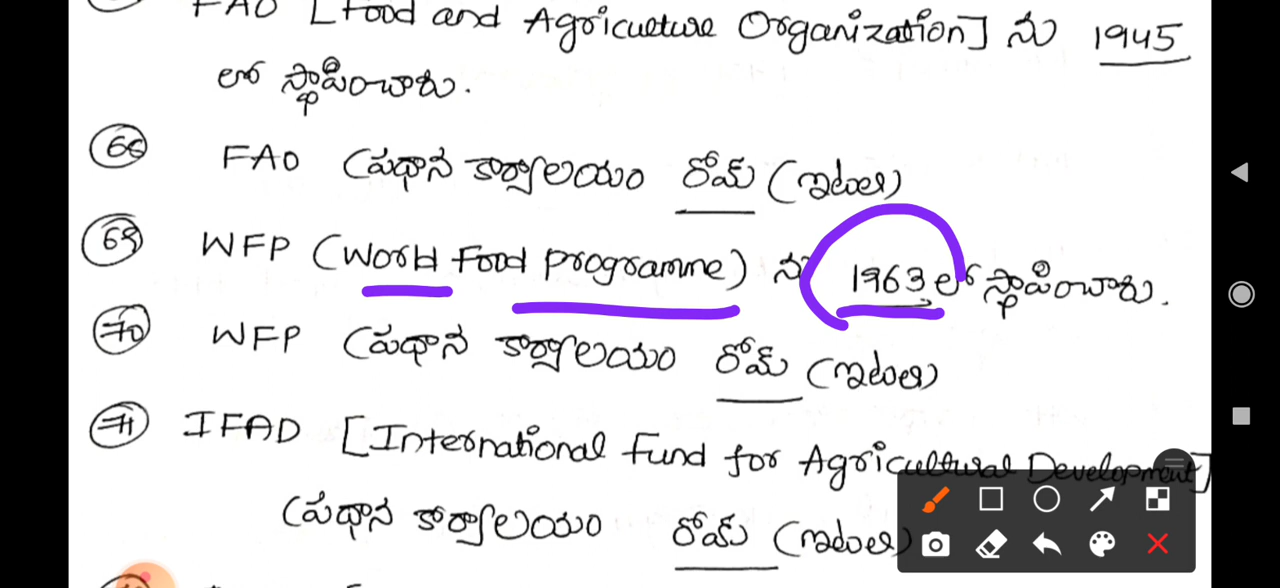 FAO [Food and Agriculture Organization] ను 1945
లో స్థాపించారు.
66 FAO ప్రధాన కార్యాలయం రోమ్ (ఇటలీ)
69 WFP (World Food Programme) ను 1963 లో స్థాపించారు.
70 WFP ప్రధాన కార్యాలయం రోమ్ (ఇటలీ)
71 IFAD [International Fund for Agricultural Development]
ప్రధాన కార్యాలయం రోమ్ (ఇటలీ)